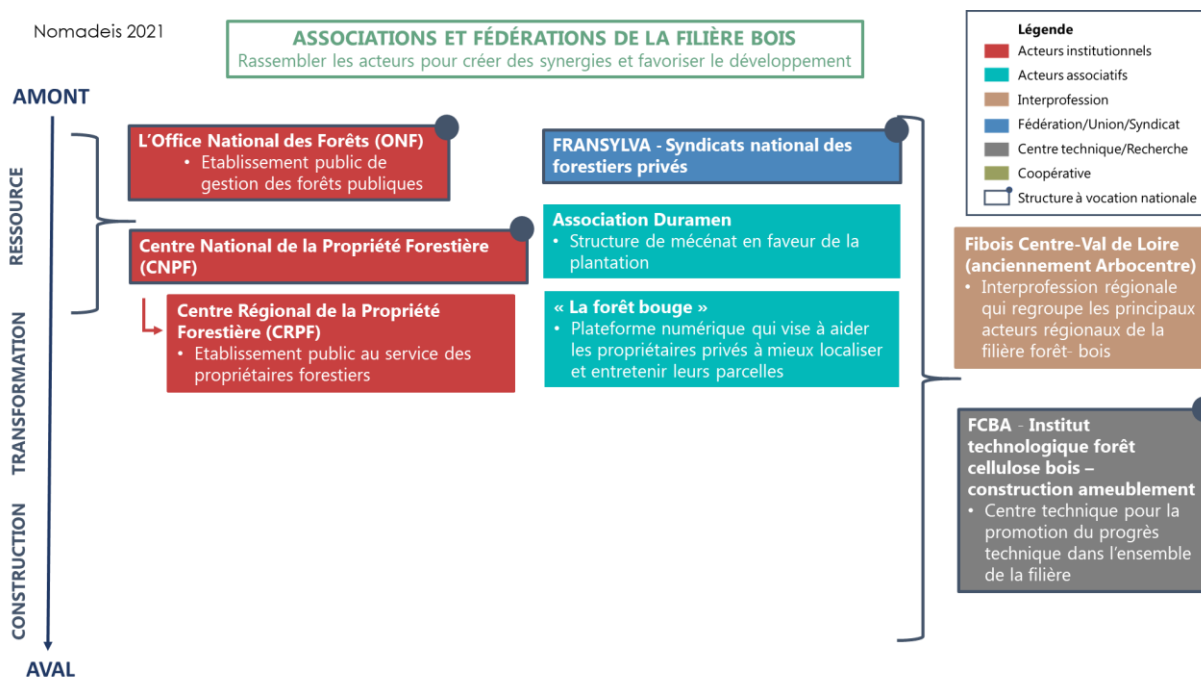 Nomadeis 2021
ASSOCIATIONS ET FÉDÉRATIONS DE LA FILIÈRE BOIS
Rassembler les acteurs pour créer des synergies et favoriser le développement
Légende
Acteurs institutionnels
Acteurs associatifs
Interprofession
Fédération/Union/Syndicat
Centre technique/Recherche
Coopérative
Structure à vocation nationale
AMONT
RESSOURCE
TRANSFORMATION
CONSTRUCTION
AVAL
L'Office National des Forêts (ONF)
• Etablissement public de
gestion des forêts publiques
Centre National de la Propriété Forestière
(CNPF)
Centre Régional de la Propriété
Forestière (CRPF)
• Etablissement public au service des
propriétaires forestiers
FRANSYLVA - Syndicats national des
forestiers privés
Association Duramen
• Structure de mécénat en faveur de la
plantation
« La forêt bouge »
• Plateforme numérique qui vise à aider
les propriétaires privés à mieux localiser
et entretenir leurs parcelles
Fibois Centre-Val de Loire
(anciennement Arbocentre)
• Interprofession régionale
qui regroupe les principaux
acteurs régionaux de la
filière forêt- bois
FCBA - Institut
technologique forêt
cellulose bois –
construction ameublement
• Centre technique pour la
promotion du progrès
technique dans l'ensemble
de la filière